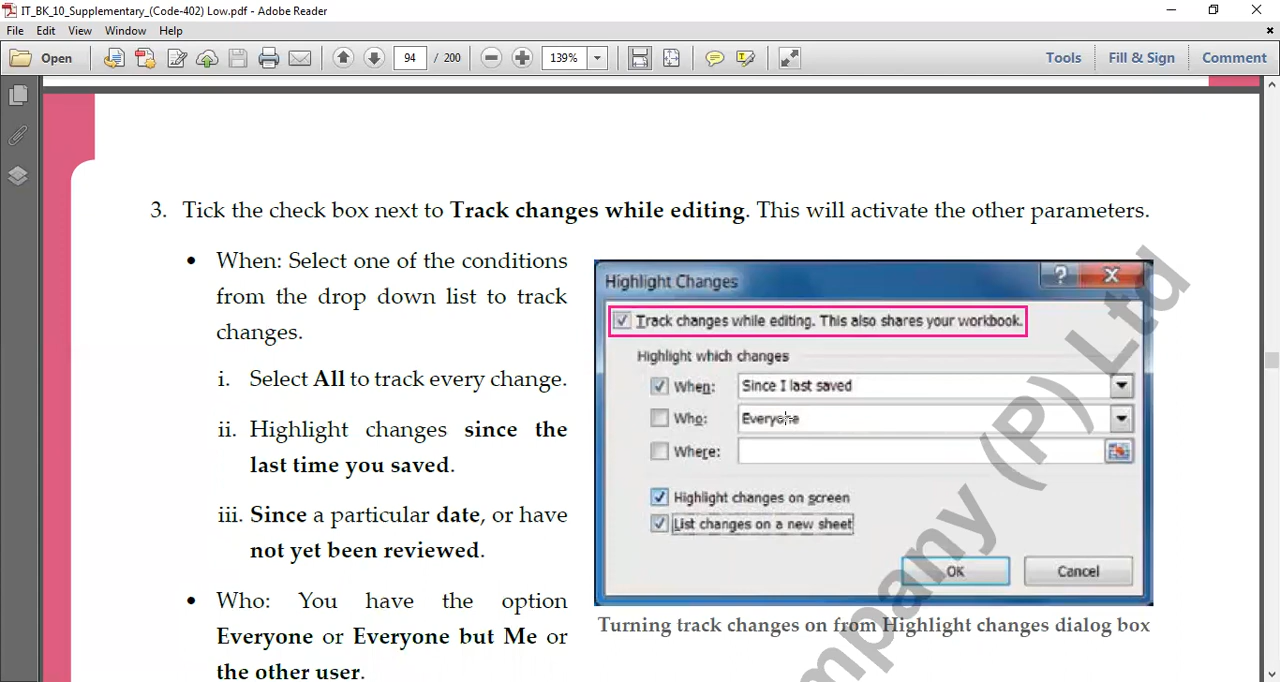 IT_BK_10_Supplementary_(Code-402) Low.pdf - Adobe Reader
File Edit View Window Help
Open 94 / 200 139% Tools Fill & Sign Comment
3. Tick the check box next to Track changes while editing. This will activate the other parameters.
• When: Select one of the conditions
from the drop down list to track
changes.
i. Select All to track every change.
ii. Highlight changes since the
last time you saved.
iii. Since a particular date, or have
not yet been reviewed.
• Who: You have the option
Everyone or Everyone but Me or
the other user.
Highlight Changes
Track changes while editing. This also shares your workbook.
Highlight which changes
When: Since I last saved
Who: Everyone
Where:
Highlight changes on screen
List changes on a new sheet
OK Cancel
Turning track changes on from Highlight changes dialog box
mpany (P) Ltd